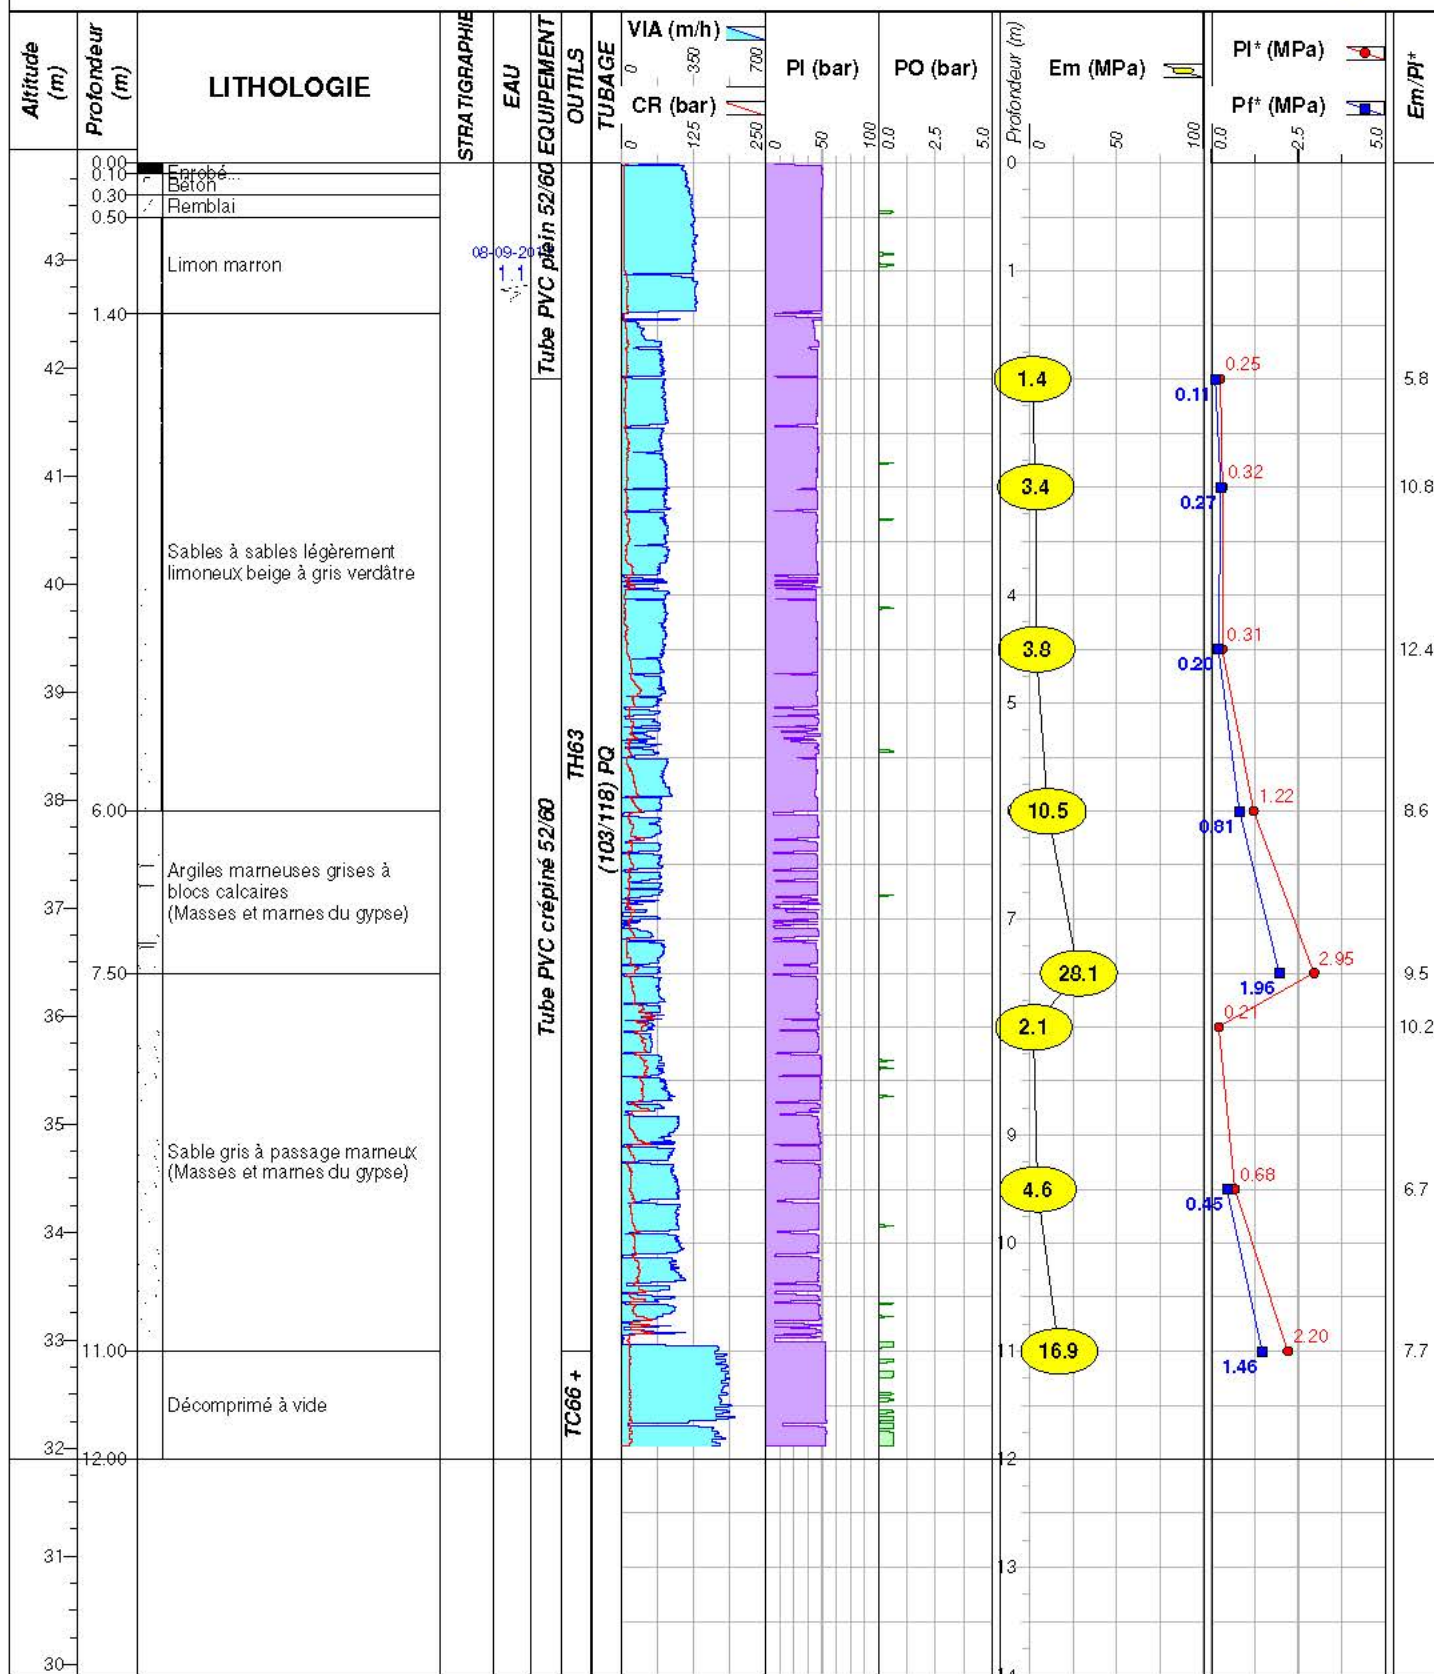 Altitude
(m)
Profondeur
(m)
LITHOLOGIE
STRATIGRAPHIE
EAU
EQUIPEMENT
OUTILS
TUBAGE
VIA (m/h)
0
350
700
CR (bar)
0
125
250
PI (bar)
0
50
100
PO (bar)
0.0
2.5
5.0
Profondeur (m)
Em (MPa)
0
50
100
Pl* (MPa)
Pf* (MPa)
0.0
2.5
5.0
Em/Pl*
43
42
41
40
39
38
37
36
35
34
33
32
31
30
0.00
0.10
0.30
0.50
1.40
6.00
7.50
11.00
12.00
Enrobé...
Béton
Remblai
Limon marron
Sables à sables légèrement
limoneux beige à gris verdâtre
Argiles marneuses grises à
blocs calcaires
(Masses et marnes du gypse)
Sable gris à passage marneux
(Masses et marnes du gypse)
Décomprimé à vide
1.1
Tube PVC plein 52/60
Tube PVC crépiné 52/60
TH63
TC66 +
(103/118) PQ
0
1
4
5
7
9
10
11
12
13
14
1.4
3.4
3.8
10.5
28.1
2.1
4.6
16.9
0.25
0.11
0.32
0.27
0.31
0.20
1.22
0.81
2.95
1.96
0.21
0.68
0.45
2.20
1.46
5.8
10.8
12.4
8.6
9.5
10.2
6.7
7.7